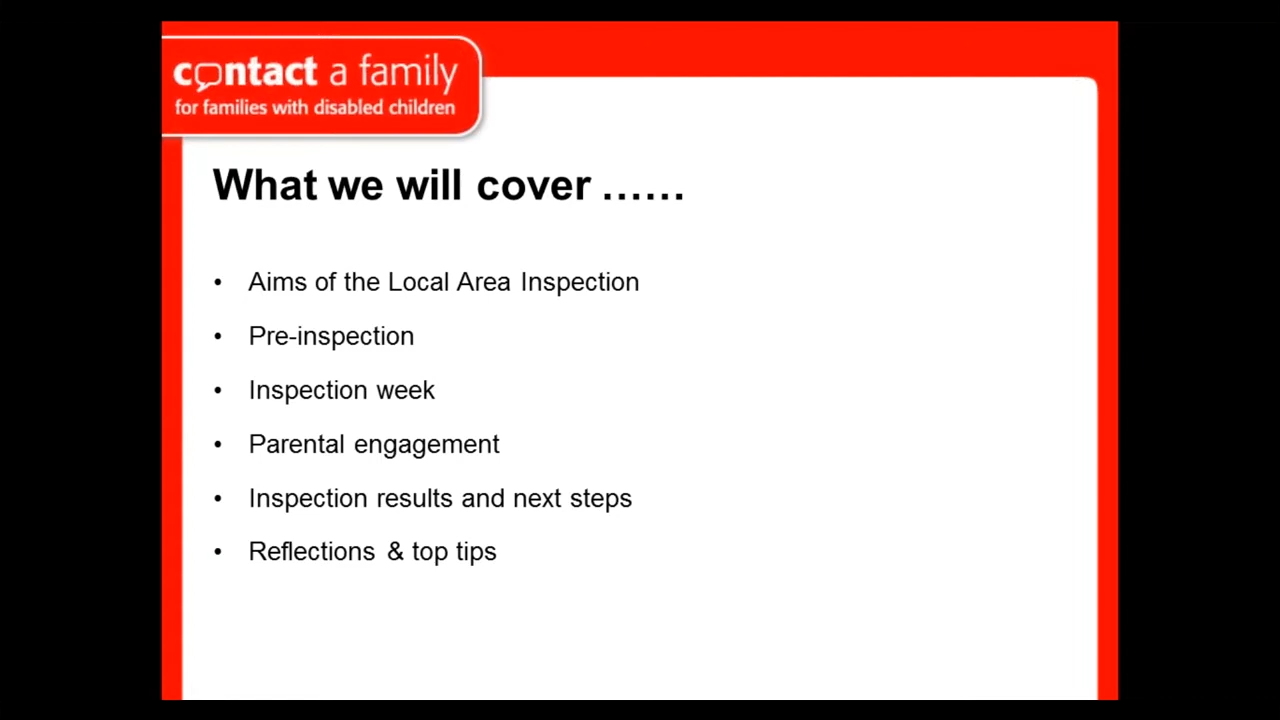 contact a family
for families with disabled children
What we will cover ......
• Aims of the Local Area Inspection
• Pre-inspection
• Inspection week
• Parental engagement
• Inspection results and next steps
• Reflections & top tips